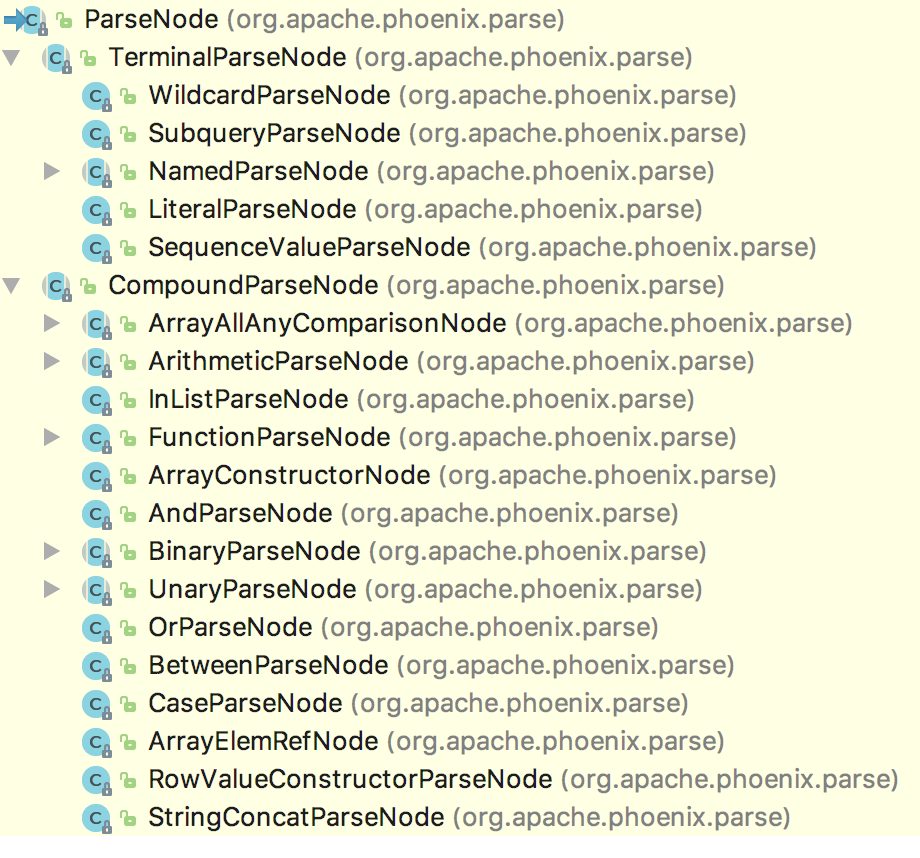 ParseNode (org.apache.phoenix.parse)
TerminalParseNode (org.apache.phoenix.parse)
WildcardParseNode (org.apache.phoenix.parse)
SubqueryParseNode (org.apache.phoenix.parse)
NamedParseNode (org.apache.phoenix.parse)
LiteralParseNode (org.apache.phoenix.parse)
SequenceValueParseNode (org.apache.phoenix.parse)
CompoundParseNode (org.apache.phoenix.parse)
ArrayAllAnyComparisonNode (org.apache.phoenix.parse)
ArithmeticParseNode (org.apache.phoenix.parse)
InListParseNode (org.apache.phoenix.parse)
FunctionParseNode (org.apache.phoenix.parse)
ArrayConstructorNode (org.apache.phoenix.parse)
AndParseNode (org.apache.phoenix.parse)
BinaryParseNode (org.apache.phoenix.parse)
UnaryParseNode (org.apache.phoenix.parse)
OrParseNode (org.apache.phoenix.parse)
BetweenParseNode (org.apache.phoenix.parse)
CaseParseNode (org.apache.phoenix.parse)
ArrayElemRefNode (org.apache.phoenix.parse)
RowValueConstructorParseNode (org.apache.phoenix.parse)
StringConcatParseNode (org.apache.phoenix.parse)